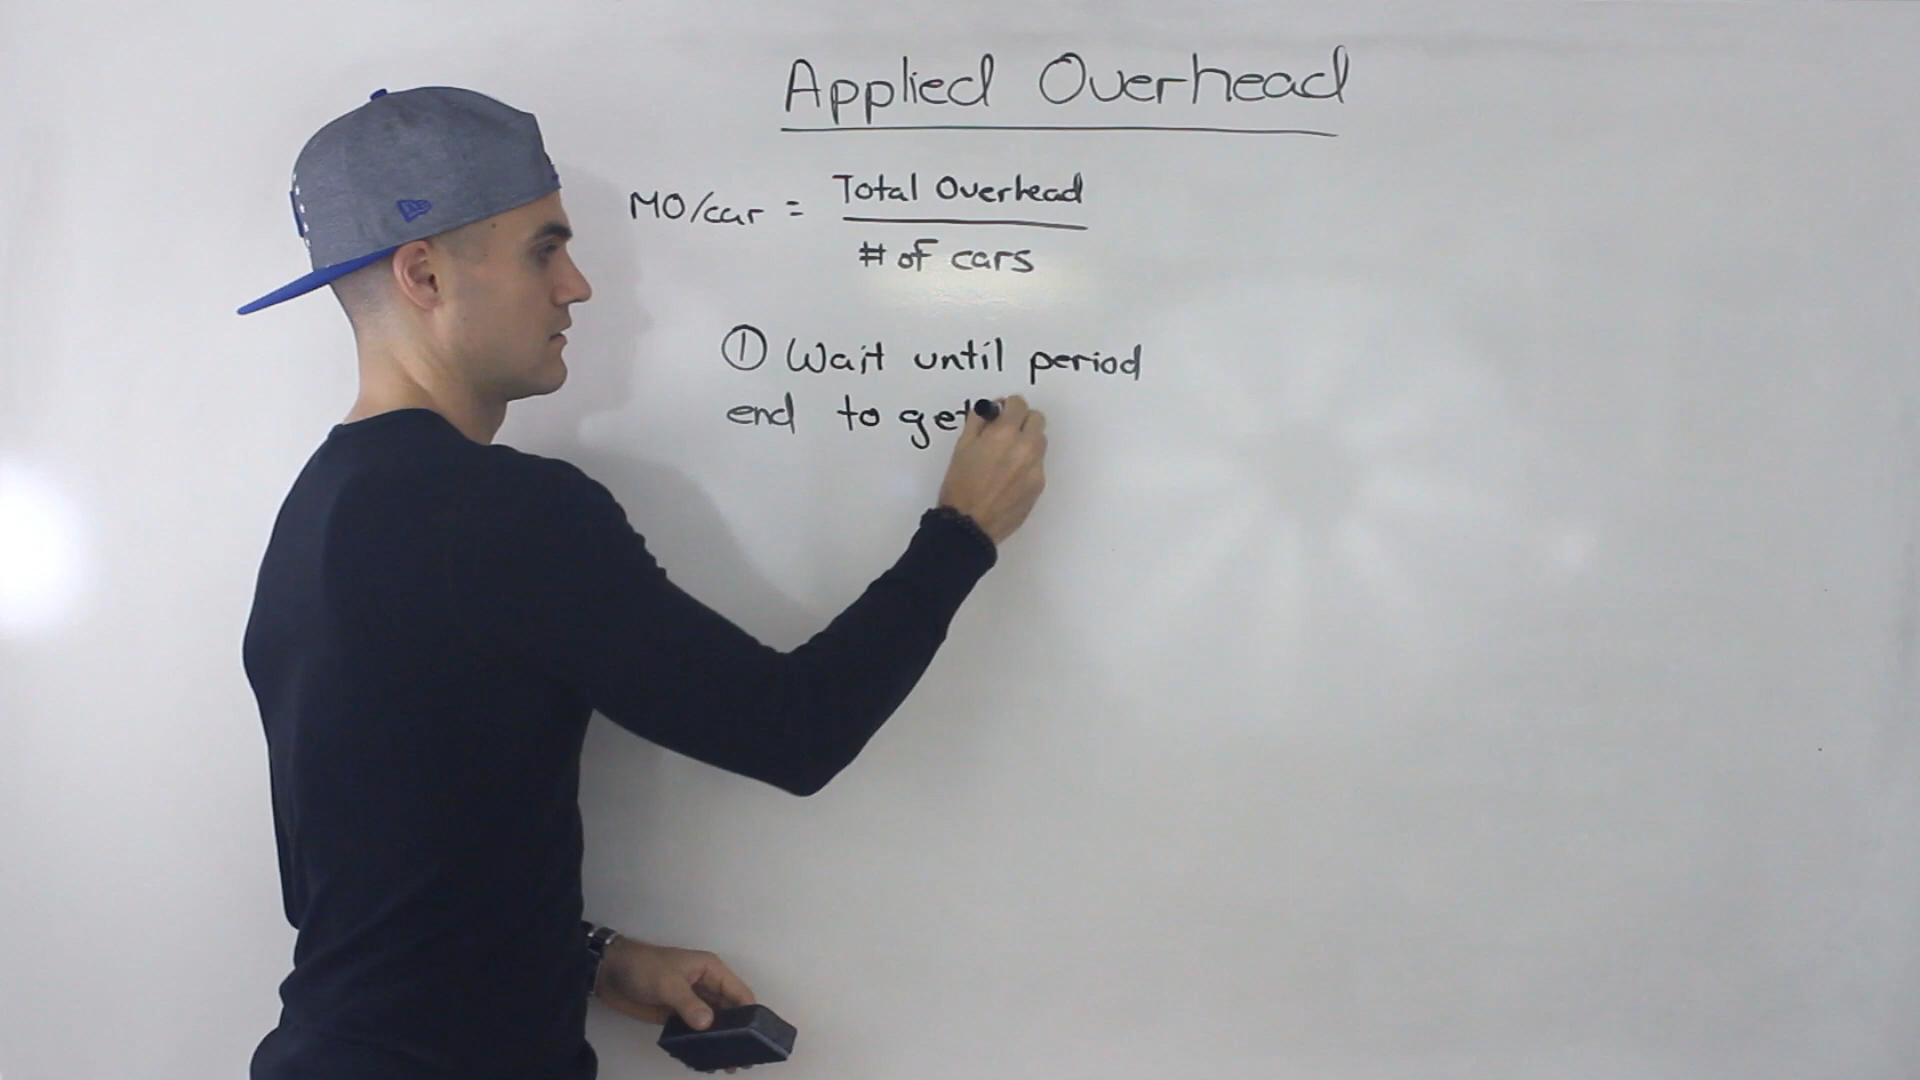 Applied Overhead
MO/car = Total Overhead
# of cars
① Wait until period
end to get